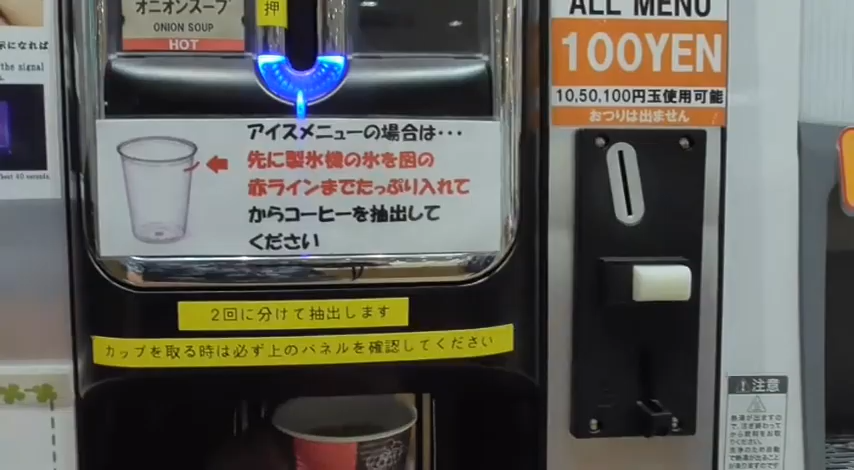 オニオンスープ
ONION SOUP
HOT
押
示になれば
the signal
ALL MENU
100YEN
10,50,100円玉使用可能
おつりは出ません
アイスメニューの場合は・・・
先に製氷機の氷を図の
赤ラインまでたっぷり入れて
からコーヒーを抽出して
ください
2回に分けて抽出します
カップを取る時は必ず上のパネルを確認してください
注意